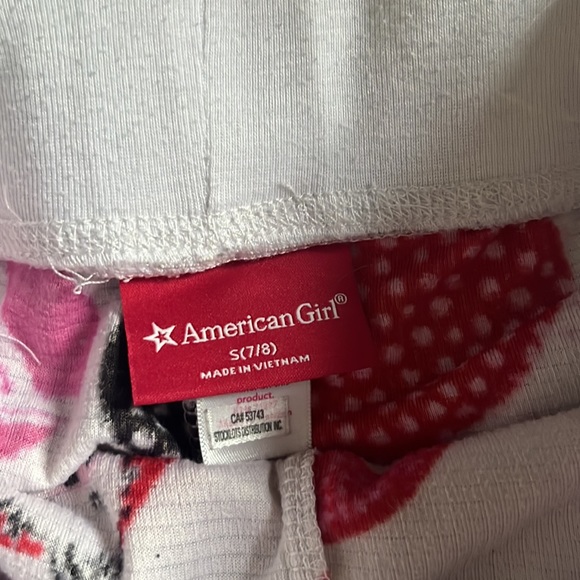 American Girl®
S(7/8)
MADE IN VIETNAM
product.
CA# 53743
STOCKLOTS DISTRIBUTION INC.